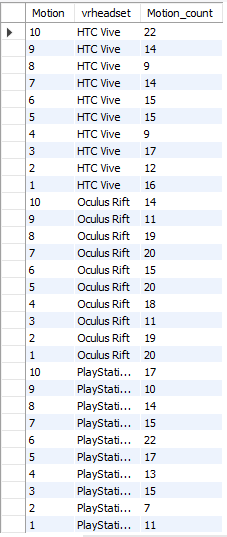 Motion vrheadset Motion_count
10 HTC Vive 22
9 HTC Vive 14
8 HTC Vive 9
7 HTC Vive 14
6 HTC Vive 15
5 HTC Vive 15
4 HTC Vive 9
3 HTC Vive 17
2 HTC Vive 12
1 HTC Vive 16
10 Oculus Rift 14
9 Oculus Rift 11
8 Oculus Rift 19
7 Oculus Rift 20
6 Oculus Rift 15
5 Oculus Rift 20
4 Oculus Rift 18
3 Oculus Rift 11
2 Oculus Rift 19
1 Oculus Rift 20
10 PlayStati... 17
9 PlayStati... 10
8 PlayStati... 14
7 PlayStati... 15
6 PlayStati... 22
5 PlayStati... 17
4 PlayStati... 13
3 PlayStati... 15
2 PlayStati... 7
1 PlayStati... 11